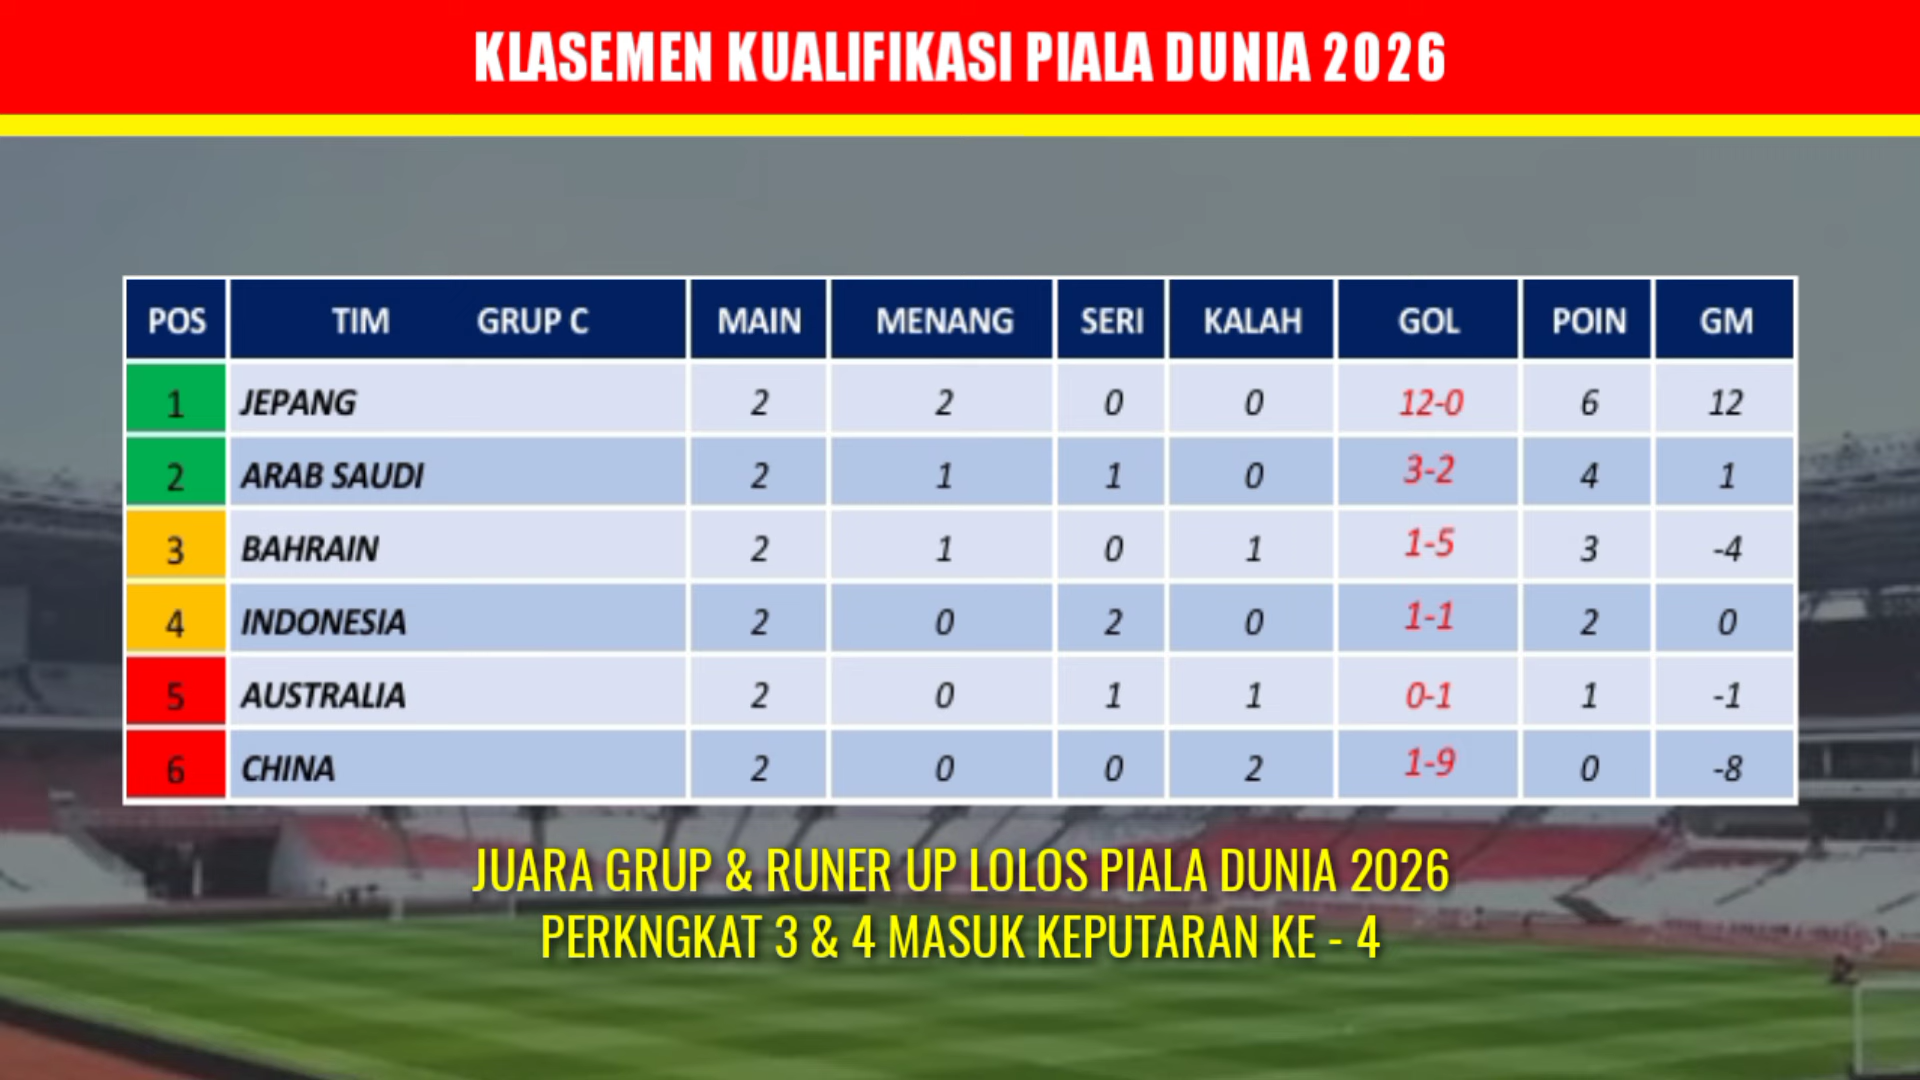 KLASEMEN KUALIFIKASI PIALA DUNIA 2026
POS TIM GRUP C MAIN MENANG SERI KALAH GOL POIN GM
1 JEPANG 2 2 0 0 12-0 6 12
2 ARAB SAUDI 2 1 1 0 3-2 4 1
3 BAHRAIN 2 1 0 1 1-5 3 -4
4 INDONESIA 2 0 2 0 1-1 2 0
5 AUSTRALIA 2 0 1 1 0-1 1 -1
6 CHINA 2 0 0 2 1-9 0 -8
JUARA GRUP & RUNER UP LOLOS PIALA DUNIA 2026
PERKNGKAT 3 & 4 MASUK KEPUTARAN KE - 4